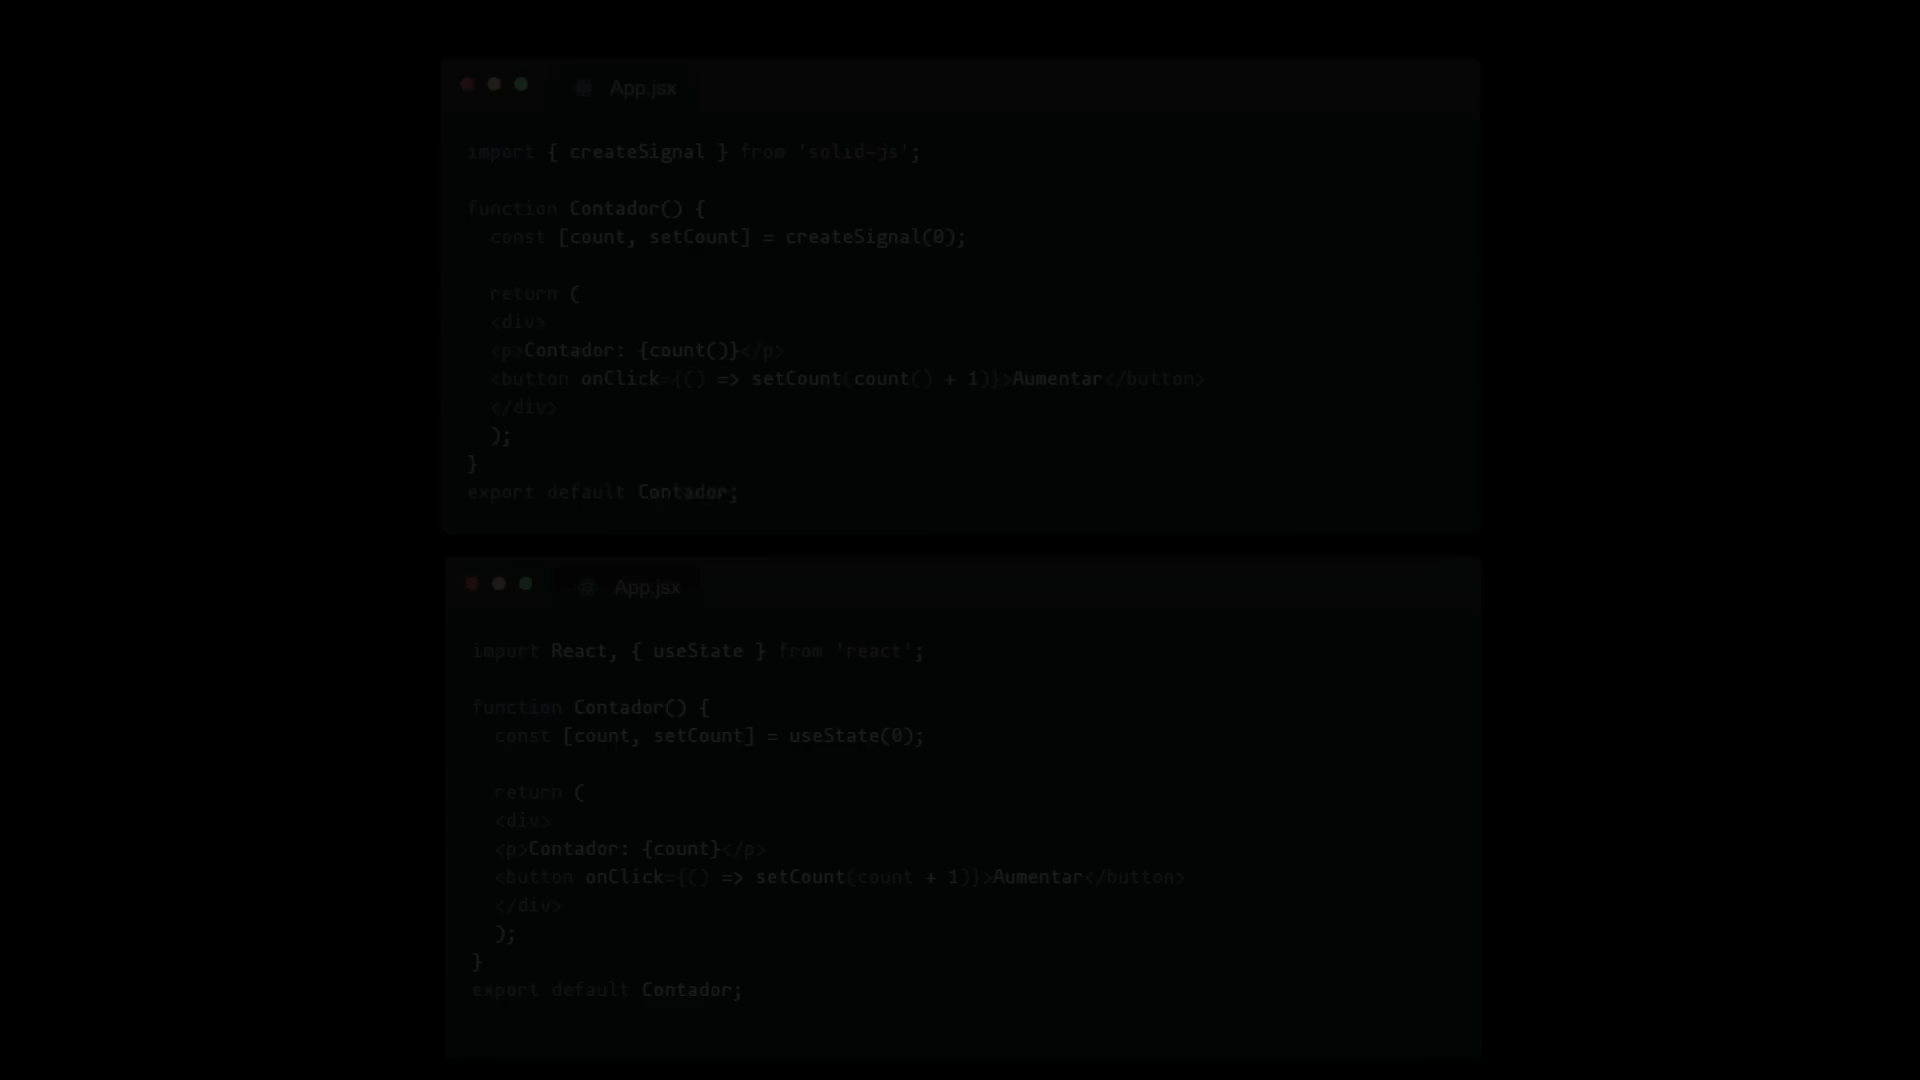 App.jsx
import { createSignal } from 'solid-js';
function Contador() {
const [count, setCount] = createSignal(0);
return (
<div>
<p>Contador: {count()}</p>
<button onClick={() => setCount(count() + 1)}>Aumentar</button>
</div>
);
}
export default Contador;
App.jsx
import React, { useState } from 'react';
function Contador() {
const [count, setCount] = useState(0);
return (
<div>
<p>Contador: {count}</p>
<button onClick={() => setCount(count + 1)}>Aumentar</button>
</div>
);
}
export default Contador;